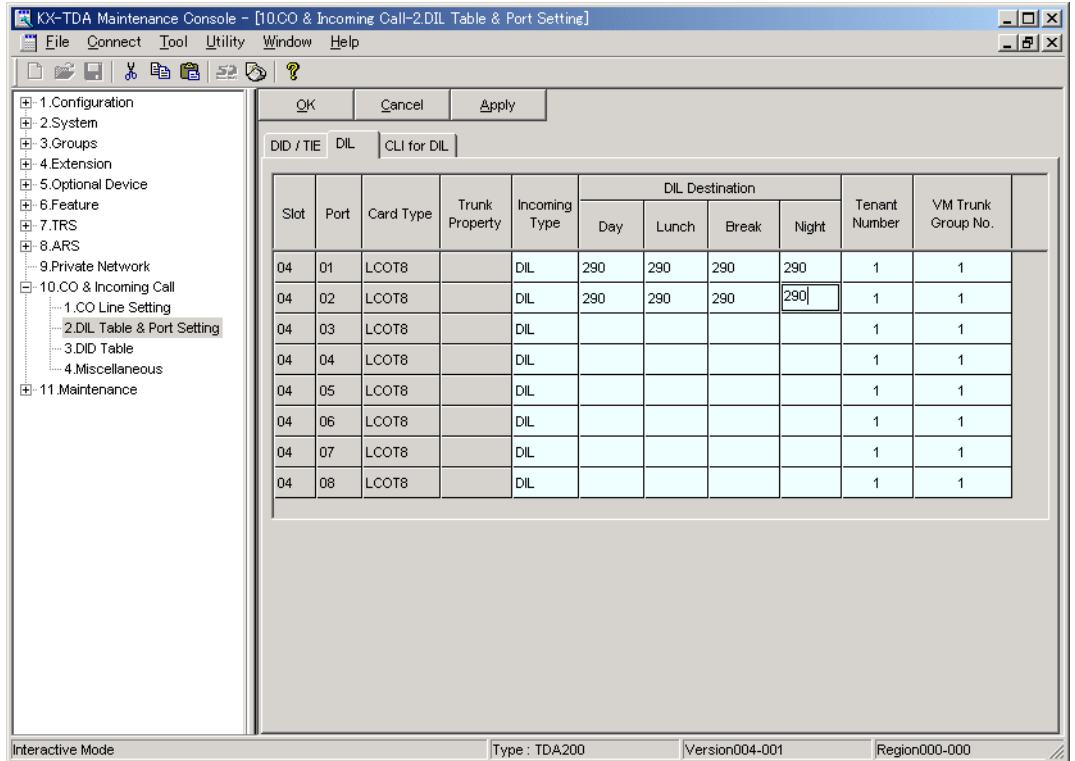 KX-TDA Maintenance Console - [10.CO & Incoming Call-2.DIL Table & Port Setting]
File Connect Tool Utility Window Help
1.Configuration
2.System
3.Groups
4.Extension
5.Optional Device
6.Feature
7.TRS
8.ARS
9.Private Network
10.CO & Incoming Call
1.CO Line Setting
2.DIL Table & Port Setting
3.DID Table
4.Miscellaneous
11.Maintenance
OK Cancel Apply
DID / TIE DIL CLI for DIL
Slot Port Card Type Trunk Property Incoming Type DIL Destination Tenant Number VM Trunk Group No.
Day Lunch Break Night
04 01 LCOT8 DIL 290 290 290 290 1 1
04 02 LCOT8 DIL 290 290 290 290 1 1
04 03 LCOT8 DIL 1 1
04 04 LCOT8 DIL 1 1
04 05 LCOT8 DIL 1 1
04 06 LCOT8 DIL 1 1
04 07 LCOT8 DIL 1 1
04 08 LCOT8 DIL 1 1
Interactive Mode Type : TDA200 Version004-001 Region000-000